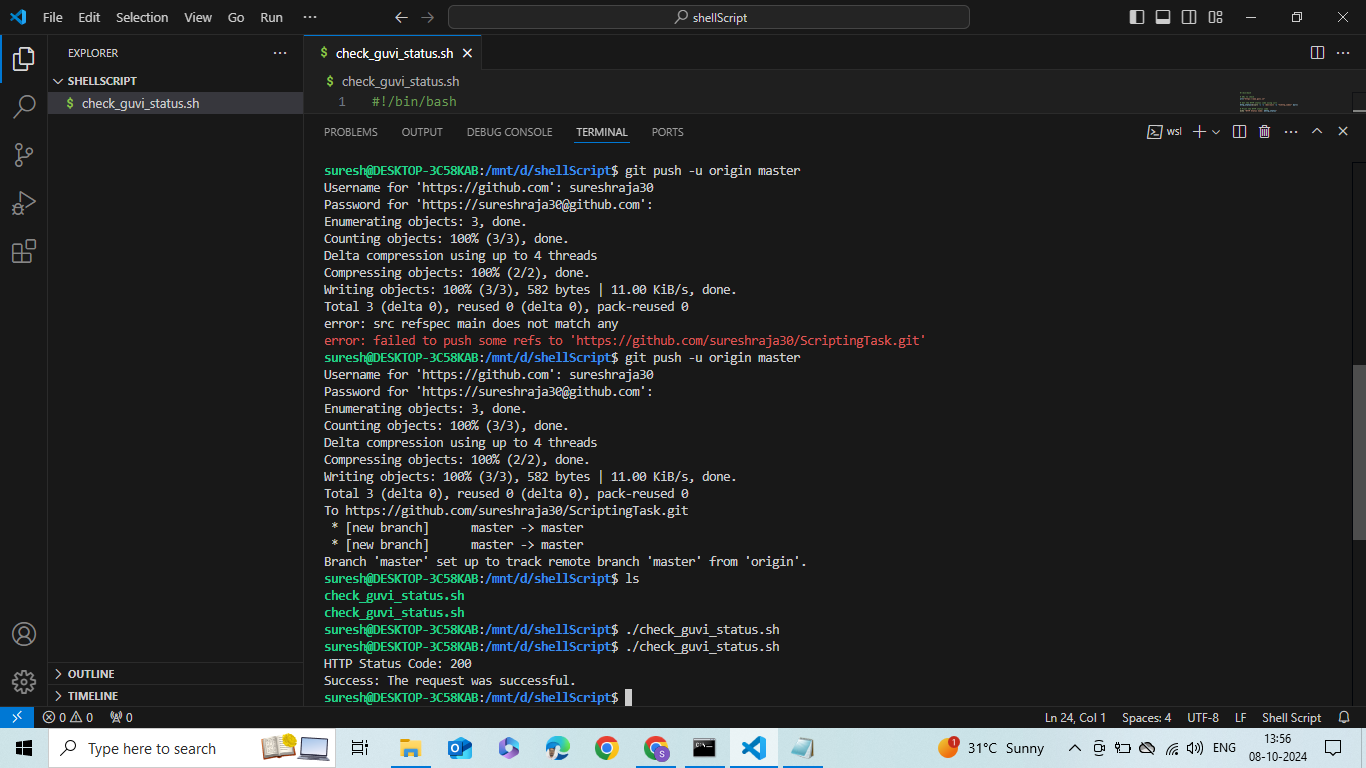 File Edit Selection View Go Run ··· shellScript
EXPLORER ···
SHELLSCRIPT
$ check_guvi_status.sh
OUTLINE
TIMELINE
$ check_guvi_status.sh
$ check_guvi_status.sh
1 #!/bin/bash
PROBLEMS OUTPUT DEBUG CONSOLE TERMINAL PORTS wsl
suresh@DESKTOP-3C58KAB:/mnt/d/shellScript$ git push -u origin master
Username for 'https://github.com': sureshraja30
Password for 'https://sureshraja30@github.com':
Enumerating objects: 3, done.
Counting objects: 100% (3/3), done.
Delta compression using up to 4 threads
Compressing objects: 100% (2/2), done.
Writing objects: 100% (3/3), 582 bytes | 11.00 KiB/s, done.
Total 3 (delta 0), reused 0 (delta 0), pack-reused 0
error: src refspec main does not match any
error: failed to push some refs to 'https://github.com/sureshraja30/ScriptingTask.git'
suresh@DESKTOP-3C58KAB:/mnt/d/shellScript$ git push -u origin master
Username for 'https://github.com': sureshraja30
Password for 'https://sureshraja30@github.com':
Enumerating objects: 3, done.
Counting objects: 100% (3/3), done.
Delta compression using up to 4 threads
Compressing objects: 100% (2/2), done.
Writing objects: 100% (3/3), 582 bytes | 11.00 KiB/s, done.
Total 3 (delta 0), reused 0 (delta 0), pack-reused 0
To https://github.com/sureshraja30/ScriptingTask.git
* [new branch] master -> master
* [new branch] master -> master
Branch 'master' set up to track remote branch 'master' from 'origin'.
suresh@DESKTOP-3C58KAB:/mnt/d/shellScript$ ls
check_guvi_status.sh
check_guvi_status.sh
suresh@DESKTOP-3C58KAB:/mnt/d/shellScript$ ./check_guvi_status.sh
suresh@DESKTOP-3C58KAB:/mnt/d/shellScript$ ./check_guvi_status.sh
HTTP Status Code: 200
Success: The request was successful.
suresh@DESKTOP-3C58KAB:/mnt/d/shellScript$
0 0 0 Ln 24, Col 1 Spaces: 4 UTF-8 LF Shell Script
Type here to search 1 31°C Sunny ENG 13:56
08-10-2024